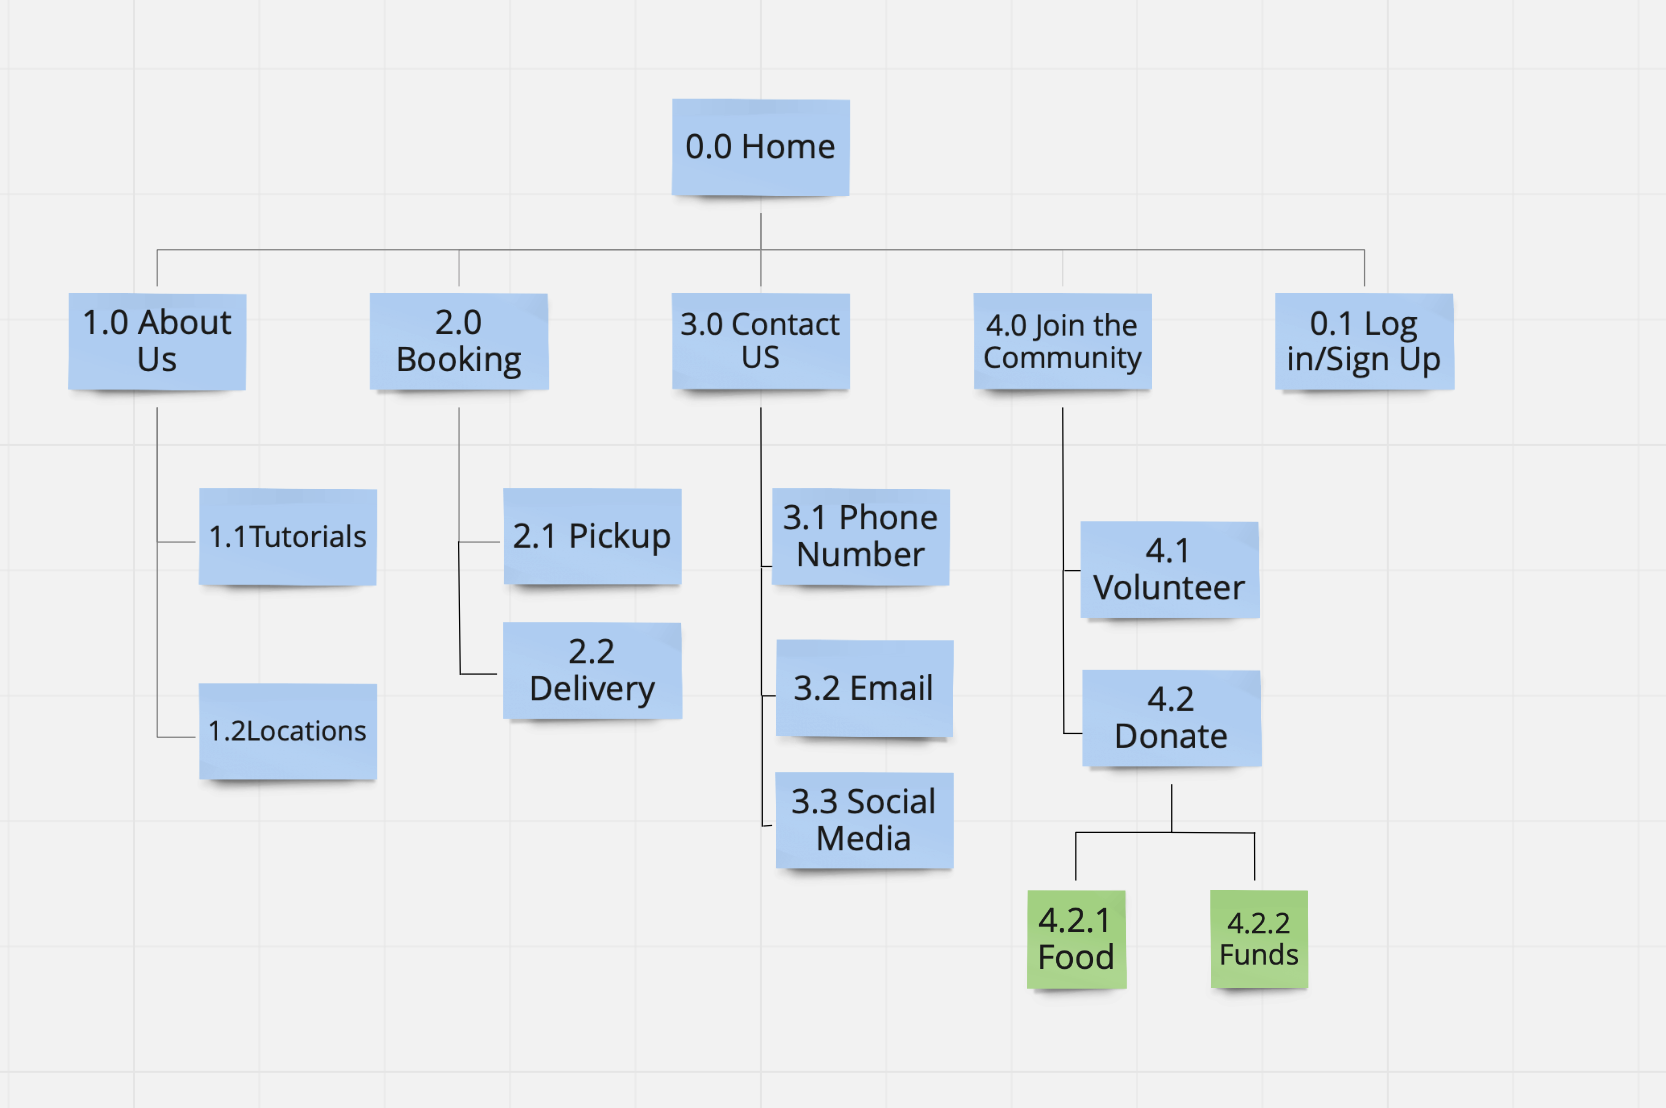 0.0 Home
1.0 About
Us
2.0
Booking
3.0 Contact
US
4.0 Join the
Community
0.1 Log
in/Sign Up
1.1Tutorials
1.2Locations
2.1 Pickup
2.2
Delivery
3.1 Phone
Number
3.2 Email
3.3 Social
Media
4.1
Volunteer
4.2
Donate
4.2.1
Food
4.2.2
Funds